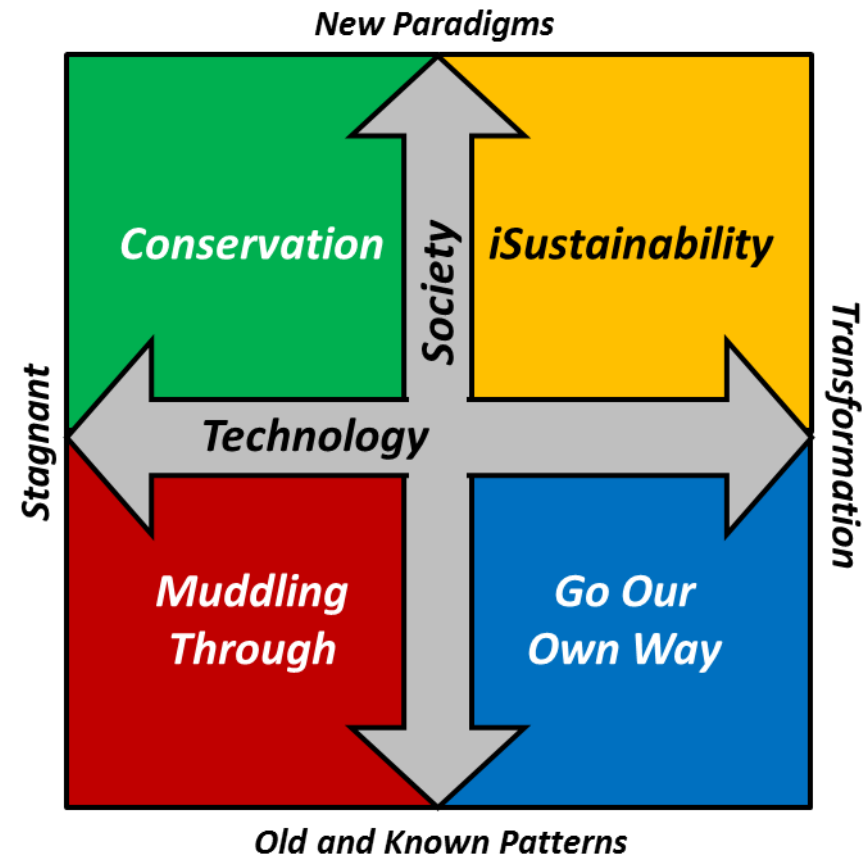 New Paradigms
Conservation
iSustainability
Society
Technology
Stagnant
Transformation
Muddling
Through
Go Our
Own Way
Old and Known Patterns